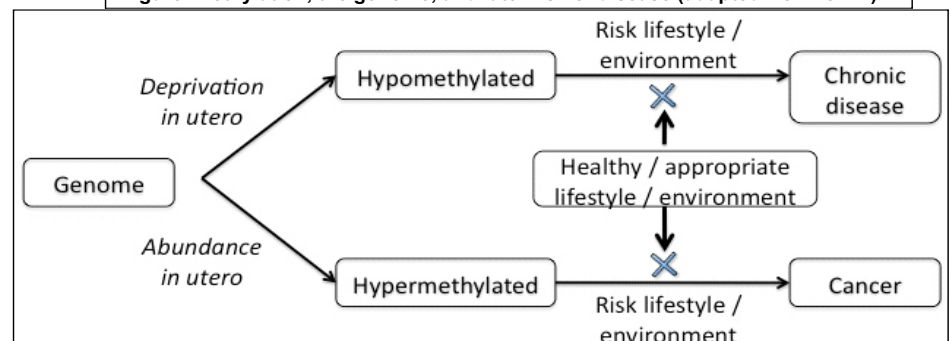 Risk lifestyle /
environment
Deprivation
in utero
Hypomethylated
Chronic
disease
Genome
Healthy / appropriate
lifestyle / environment
Abundance
in utero
Hypermethylated
Cancer
Risk lifestyle /
environment